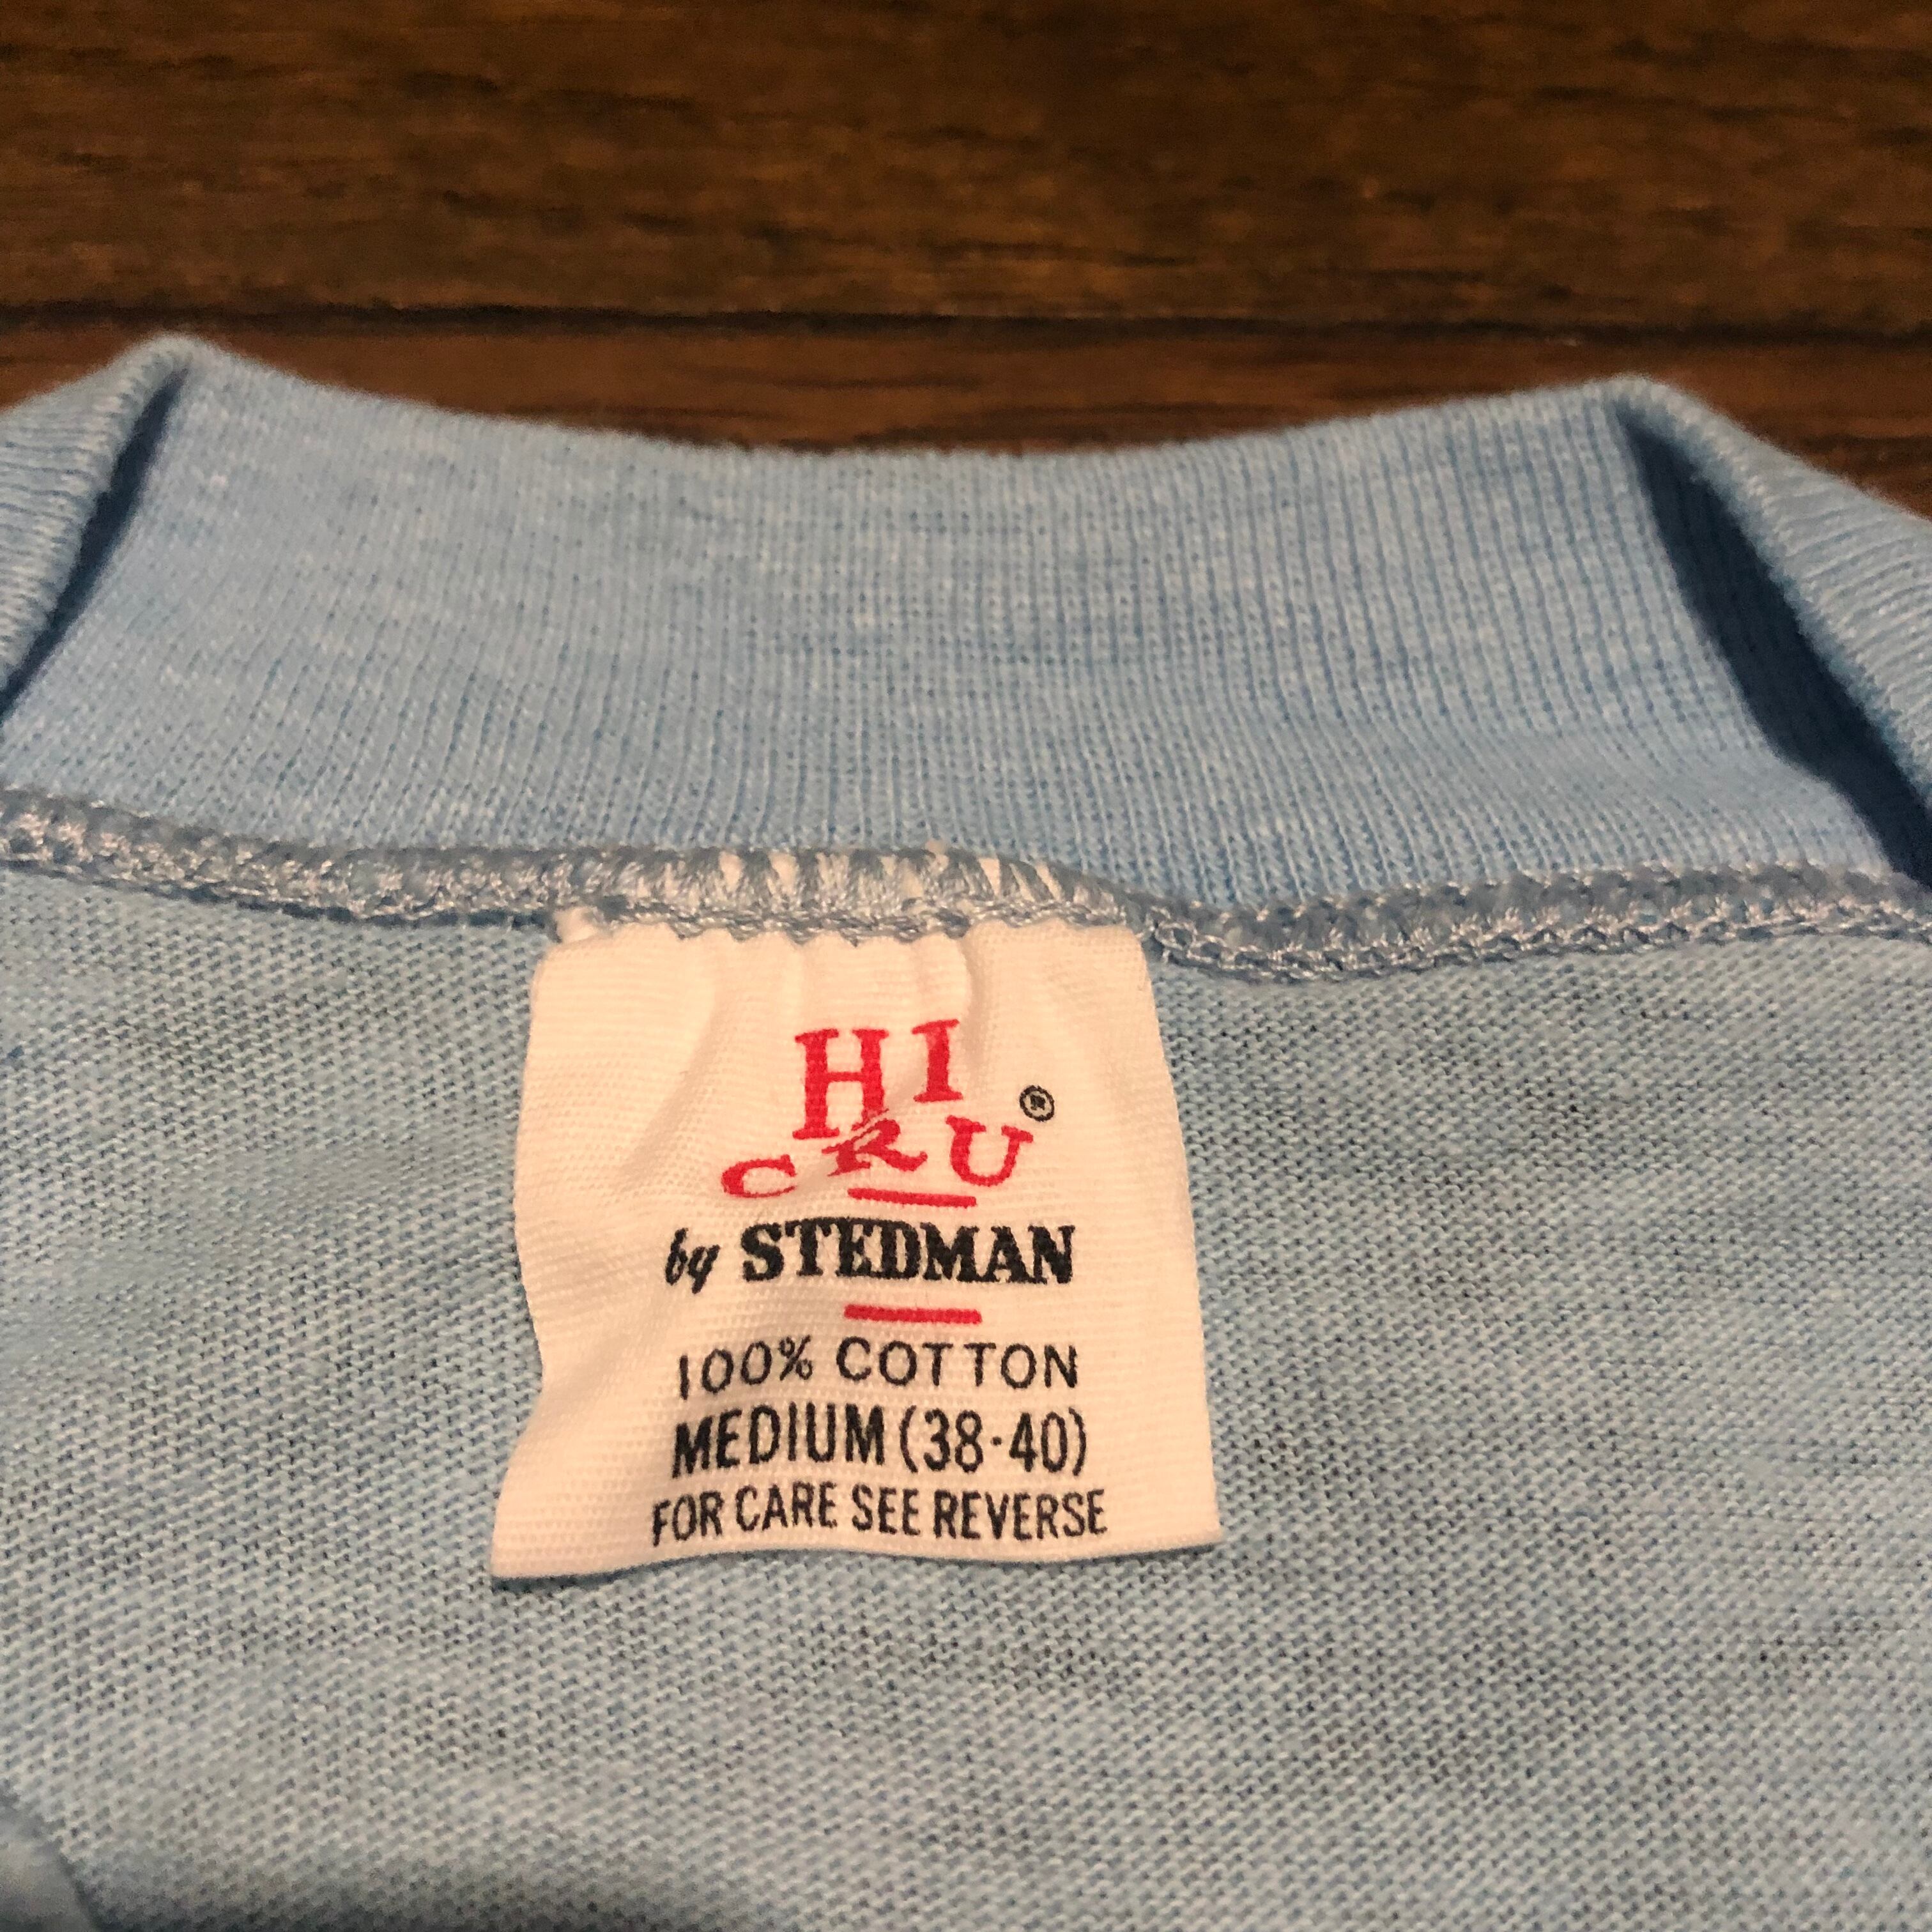 HI
CRU®
by STEDMAN
100% COTTON
MEDIUM (38-40)
FOR CARE SEE REVERSE